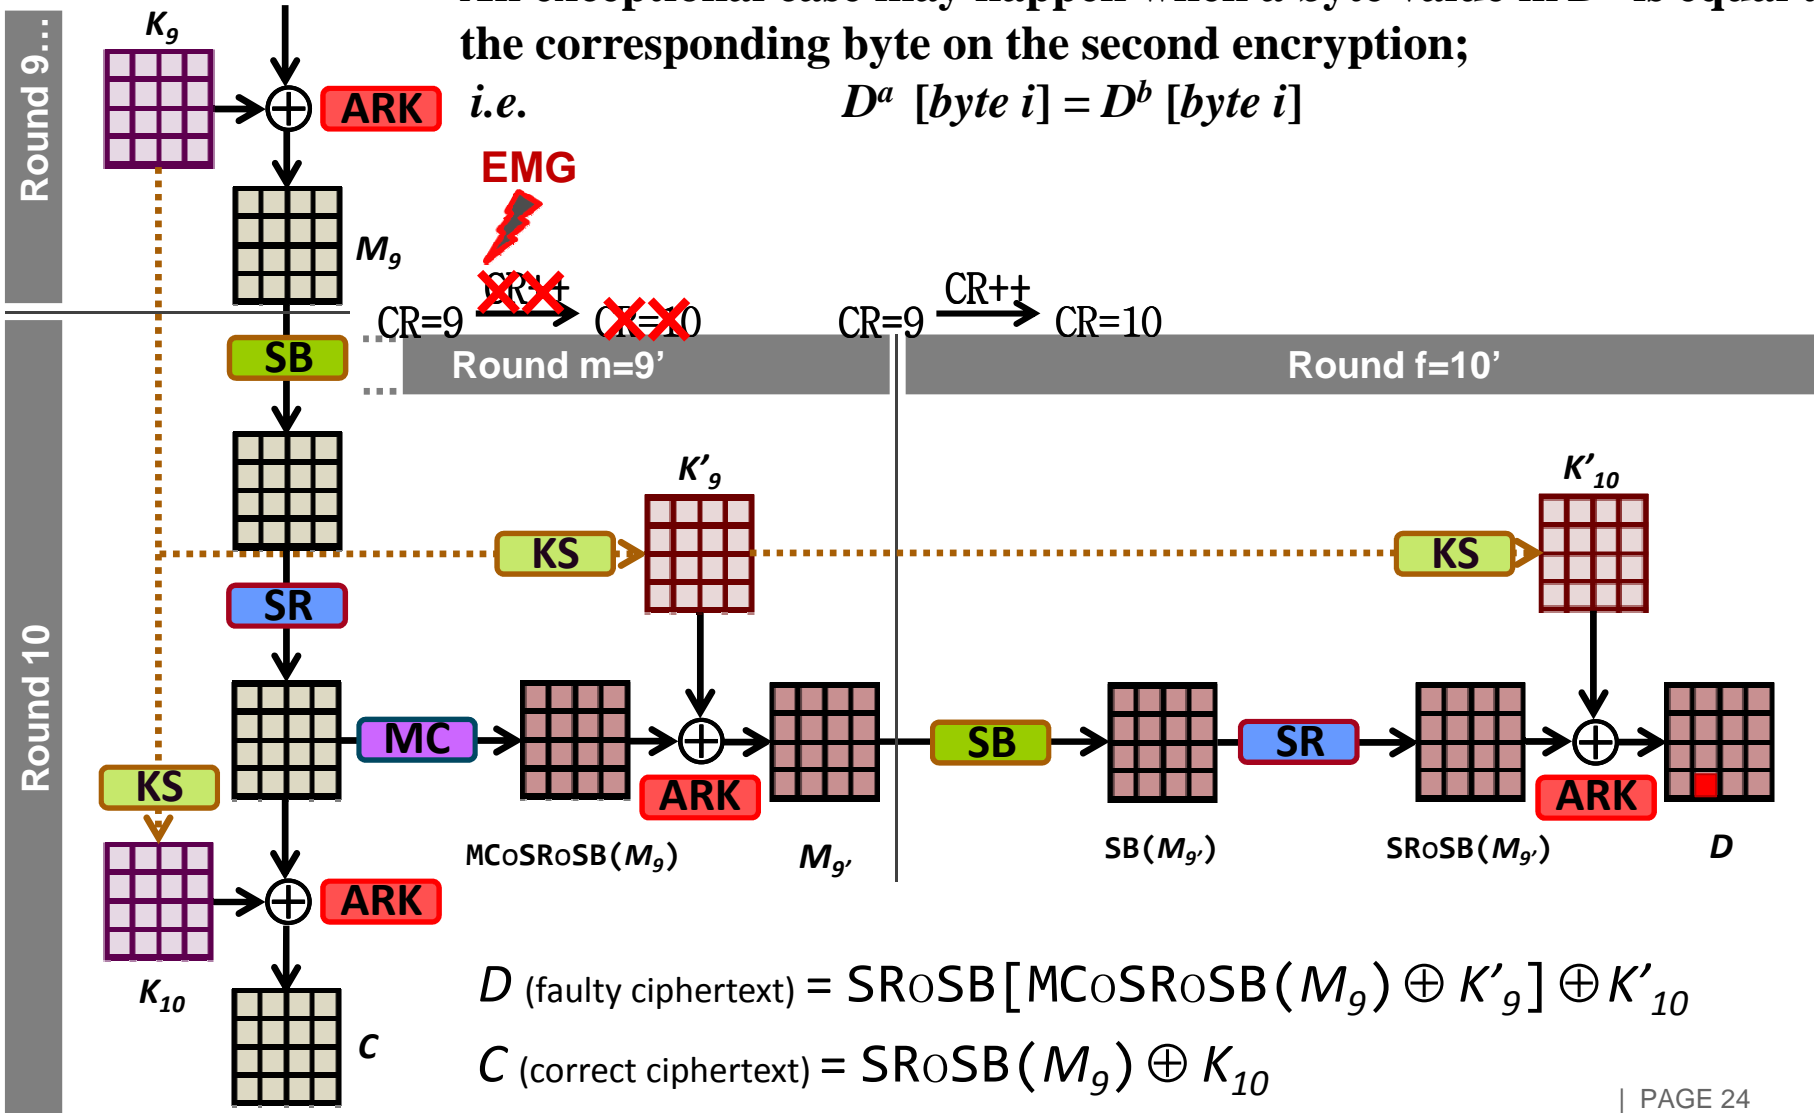 the corresponding byte on the second encryption;
i.e. Dᵃ [byte i] = Dᵇ [byte i]
Round 9...
K₉
ARK
EMG
M₉
CR++
CR=9
CR=10
CR++
CR=9
CR=10
Round 10
SB
Round m=9’
Round f=10’
K’₉
K’₁₀
KS
KS
SR
MC
SB
SR
KS
ARK
ARK
MCoSRoSB(M₉)
M₉’
SB(M₉’)
SRoSB(M₉’)
D
ARK
K₁₀
C
D (faulty ciphertext) = SRoSB[MCoSRoSB(M₉) ⊕ K’₉] ⊕ K’₁₀
C (correct ciphertext) = SRoSB(M₉) ⊕ K₁₀
| PAGE 24